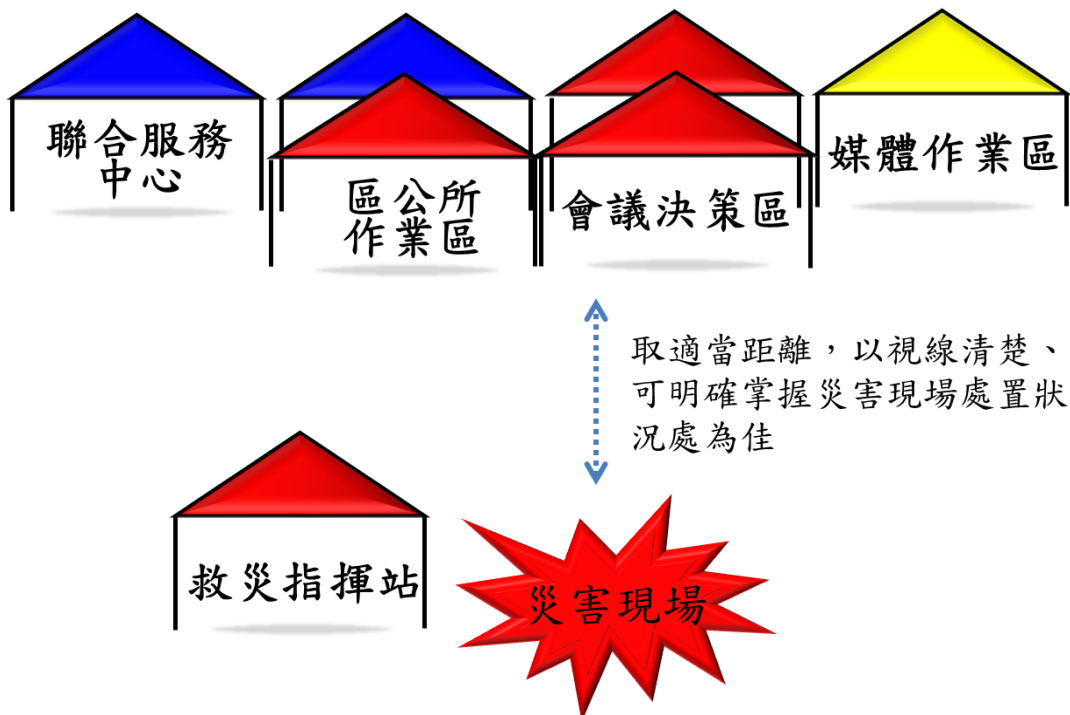 聯合服務
中心
區公所
作業區
會議決策區
媒體作業區
取適當距離，以視線清楚、
可明確掌握災害現場處置狀
況處為佳
救災指揮站
災害現場